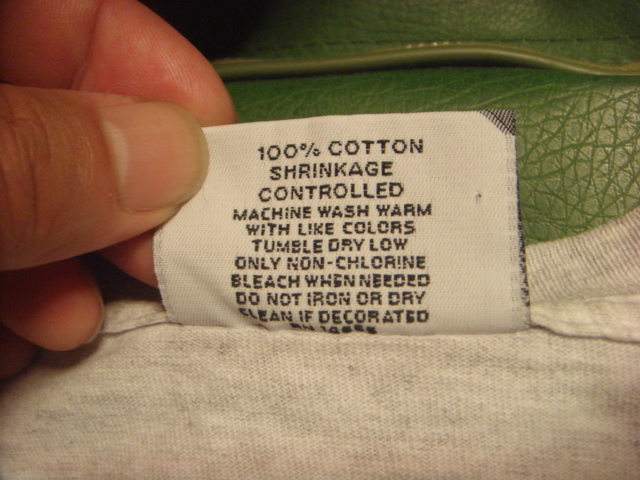 100% COTTON
SHRINKAGE
CONTROLLED
MACHINE WASH WARM
WITH LIKE COLORS
TUMBLE DRY LOW
ONLY NON-CHLORINE
BLEACH WHEN NEEDED
DO NOT IRON OR DRY
CLEAN IF DECORATED
RN